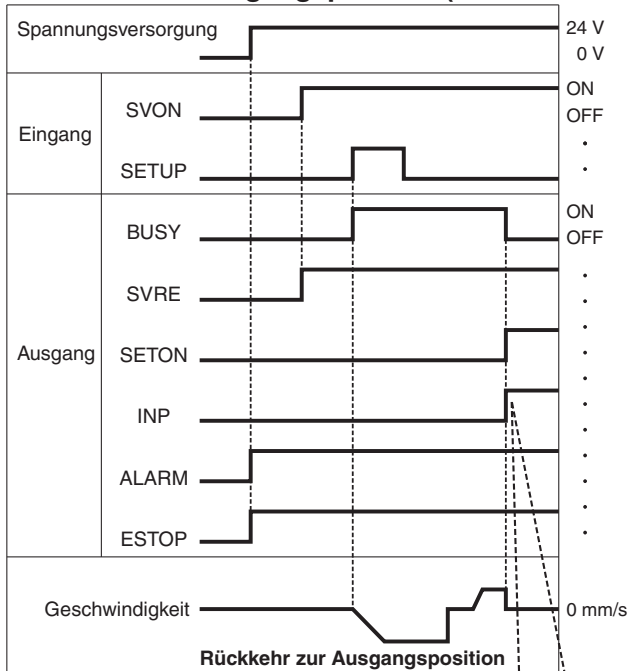 Spannungsversorgung
24 V
0 V
Eingang
SVON
ON
OFF
SETUP
Ausgang
BUSY
ON
OFF
SVRE
SETON
INP
ALARM
ESTOP
Geschwindigkeit
0 mm/s
Rückkehr zur Ausgangsposition